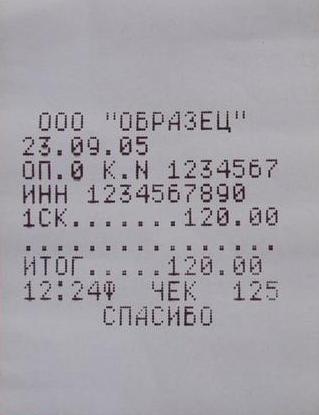 ООО "ОБРАЗЕЦ"
23.09.05
ОП.0 К.N 1234567
ИНН 1234567890
1СК.......120.00
................
ИТОГ.....120.00
12:24Ф ЧЕК 125
СПАСИБО